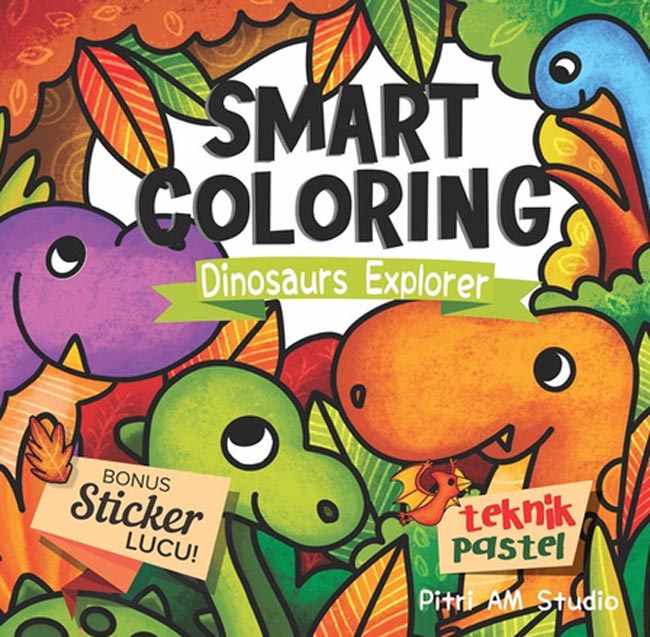 SMART
COLORING
Dinosaurs Explorer
BONUS
Sticker
LUCU!
teknik
pastel
Pitri AM Studio